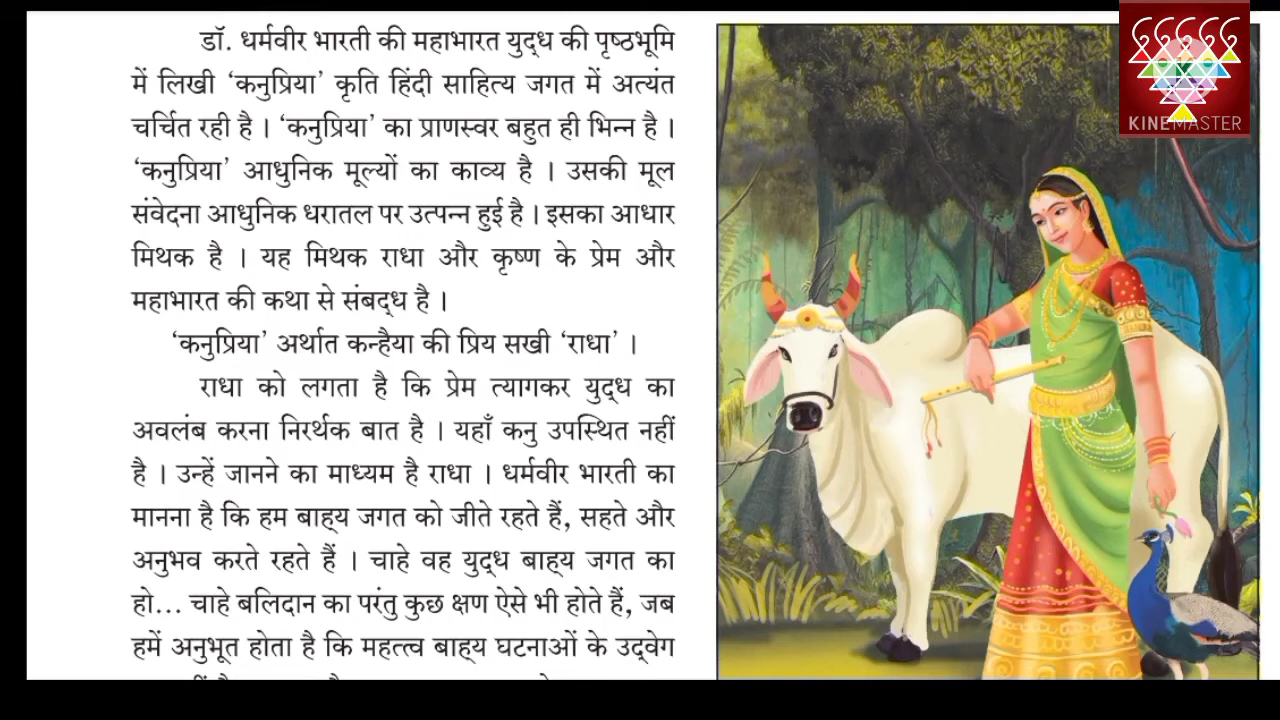 डॉ. धर्मवीर भारती की महाभारत युद्ध की पृष्ठभूमि
में लिखी ‘कनुप्रिया’ कृति हिंदी साहित्य जगत में अत्यंत
चर्चित रही है । ‘कनुप्रिया’ का प्राणस्वर बहुत ही भिन्न है ।
‘कनुप्रिया’ आधुनिक मूल्यों का काव्य है । उसकी मूल
संवेदना आधुनिक धरातल पर उत्पन्न हुई है । इसका आधार
मिथक है । यह मिथक राधा और कृष्ण के प्रेम और
महाभारत की कथा से संबद्ध है ।
‘कनुप्रिया’ अर्थात कन्हैया की प्रिय सखी ‘राधा’ ।
राधा को लगता है कि प्रेम त्यागकर युद्ध का
अवलंब करना निरर्थक बात है । यहाँ कनु उपस्थित नहीं
है । उन्हें जानने का माध्यम है राधा । धर्मवीर भारती का
मानना है कि हम बाह्य जगत को जीते रहते हैं, सहते और
अनुभव करते रहते हैं । चाहे वह युद्ध बाह्य जगत का
हो... चाहे बलिदान का परंतु कुछ क्षण ऐसे भी होते हैं, जब
हमें अनुभूत होता है कि महत्त्व बाह्य घटनाओं के उद्वेग
KINEMASTER